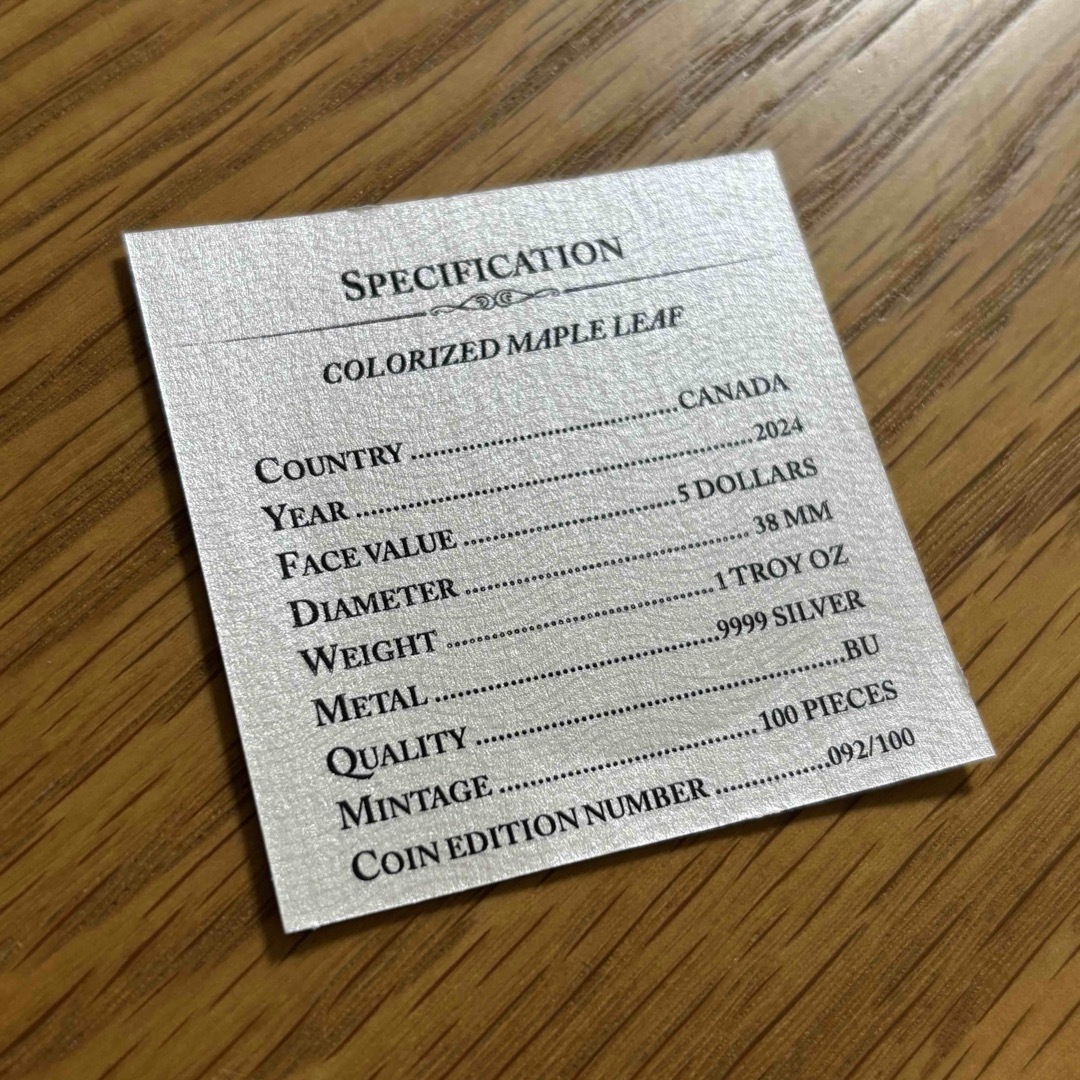 SPECIFICATION
COLORIZED MAPLE LEAF
COUNTRY ..............................CANADA
YEAR ..............................................2024
FACE VALUE ..........................5 DOLLARS
DIAMETER ................................... 38 MM
WEIGHT .................................1 TROY OZ
METAL ...................................9999 SILVER
QUALITY .............................................BU
MINTAGE ................................100 PIECES
COIN EDITION NUMBER ..............092/100